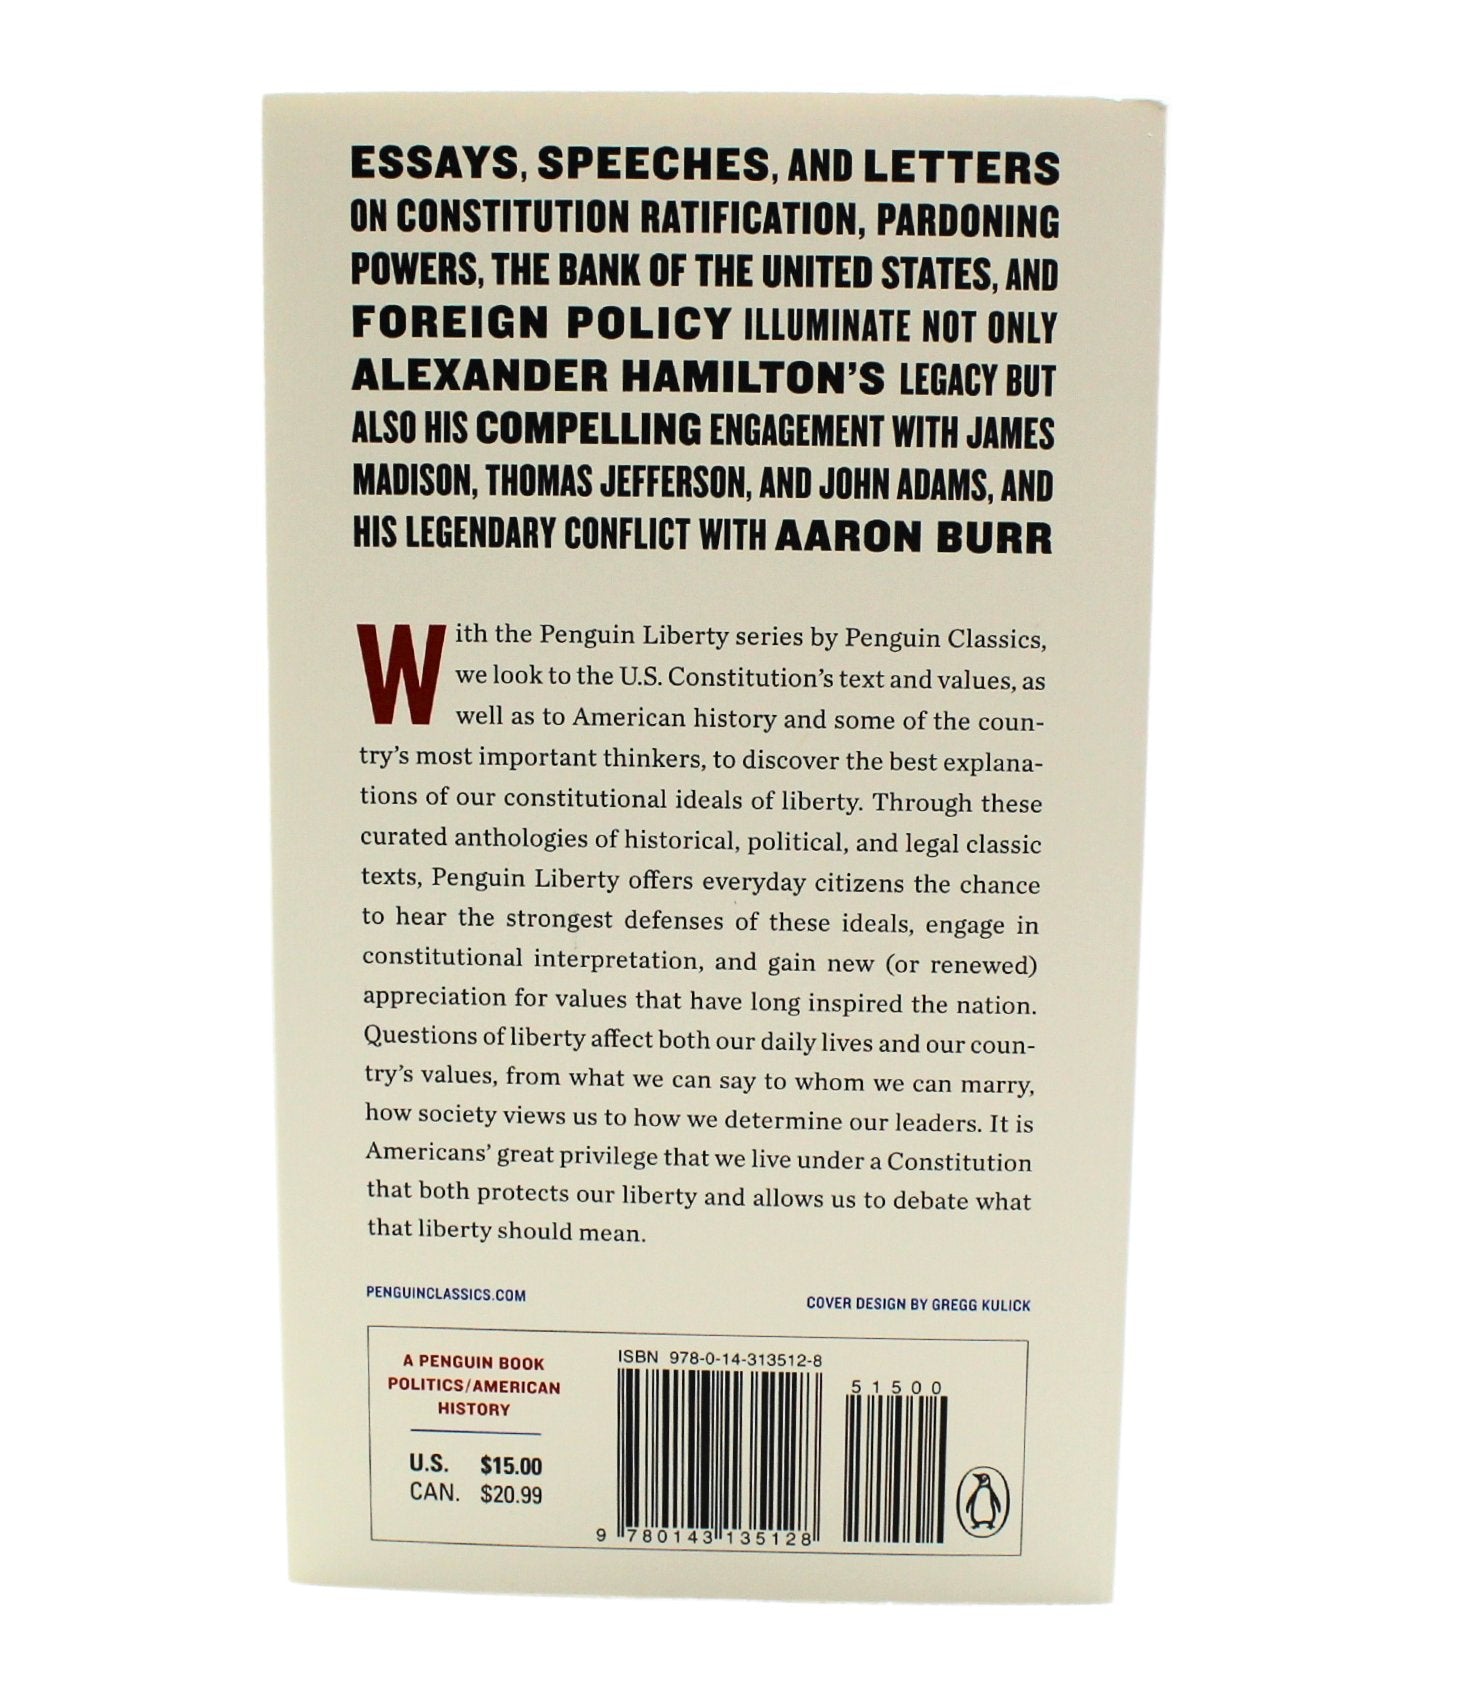 ESSAYS, SPEECHES, AND LETTERS
ON CONSTITUTION RATIFICATION, PARDONING
POWERS, THE BANK OF THE UNITED STATES, AND
FOREIGN POLICY ILLUMINATE NOT ONLY
ALEXANDER HAMILTON'S LEGACY BUT
ALSO HIS COMPELLING ENGAGEMENT WITH JAMES
MADISON, THOMAS JEFFERSON, AND JOHN ADAMS, AND
HIS LEGENDARY CONFLICT WITH AARON BURR
With the Penguin Liberty series by Penguin Classics,
we look to the U.S. Constitution's text and values, as
well as to American history and some of the coun-
try's most important thinkers, to discover the best explana-
tions of our constitutional ideals of liberty. Through these
curated anthologies of historical, political, and legal classic
texts, Penguin Liberty offers everyday citizens the chance
to hear the strongest defenses of these ideals, engage in
constitutional interpretation, and gain new (or renewed)
appreciation for values that have long inspired the nation.
Questions of liberty affect both our daily lives and our coun-
try's values, from what we can say to whom we can marry,
how society views us to how we determine our leaders. It is
Americans' great privilege that we live under a Constitution
that both protects our liberty and allows us to debate what
that liberty should mean.
PENGUINCLASSICS.COM
COVER DESIGN BY GREGG KULICK
A PENGUIN BOOK
POLITICS/AMERICAN
HISTORY
U.S. $15.00
CAN. $20.99
ISBN 978-0-14-313512-8
51500
9 780143 135128